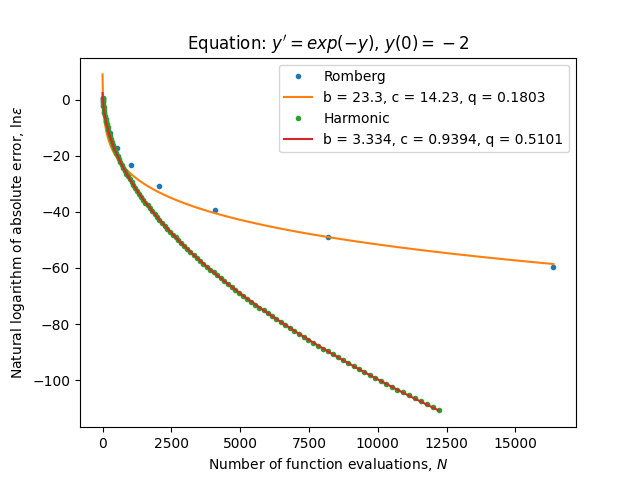 Equation: y′ = exp(−y), y(0) = −2
Natural logarithm of absolute error, lnε
0
−20
−40
−60
−80
−100
Romberg
b = 23.3, c = 14.23, q = 0.1803
Harmonic
b = 3.334, c = 0.9394, q = 0.5101
0 2500 5000 7500 10000 12500 15000
Number of function evaluations, N